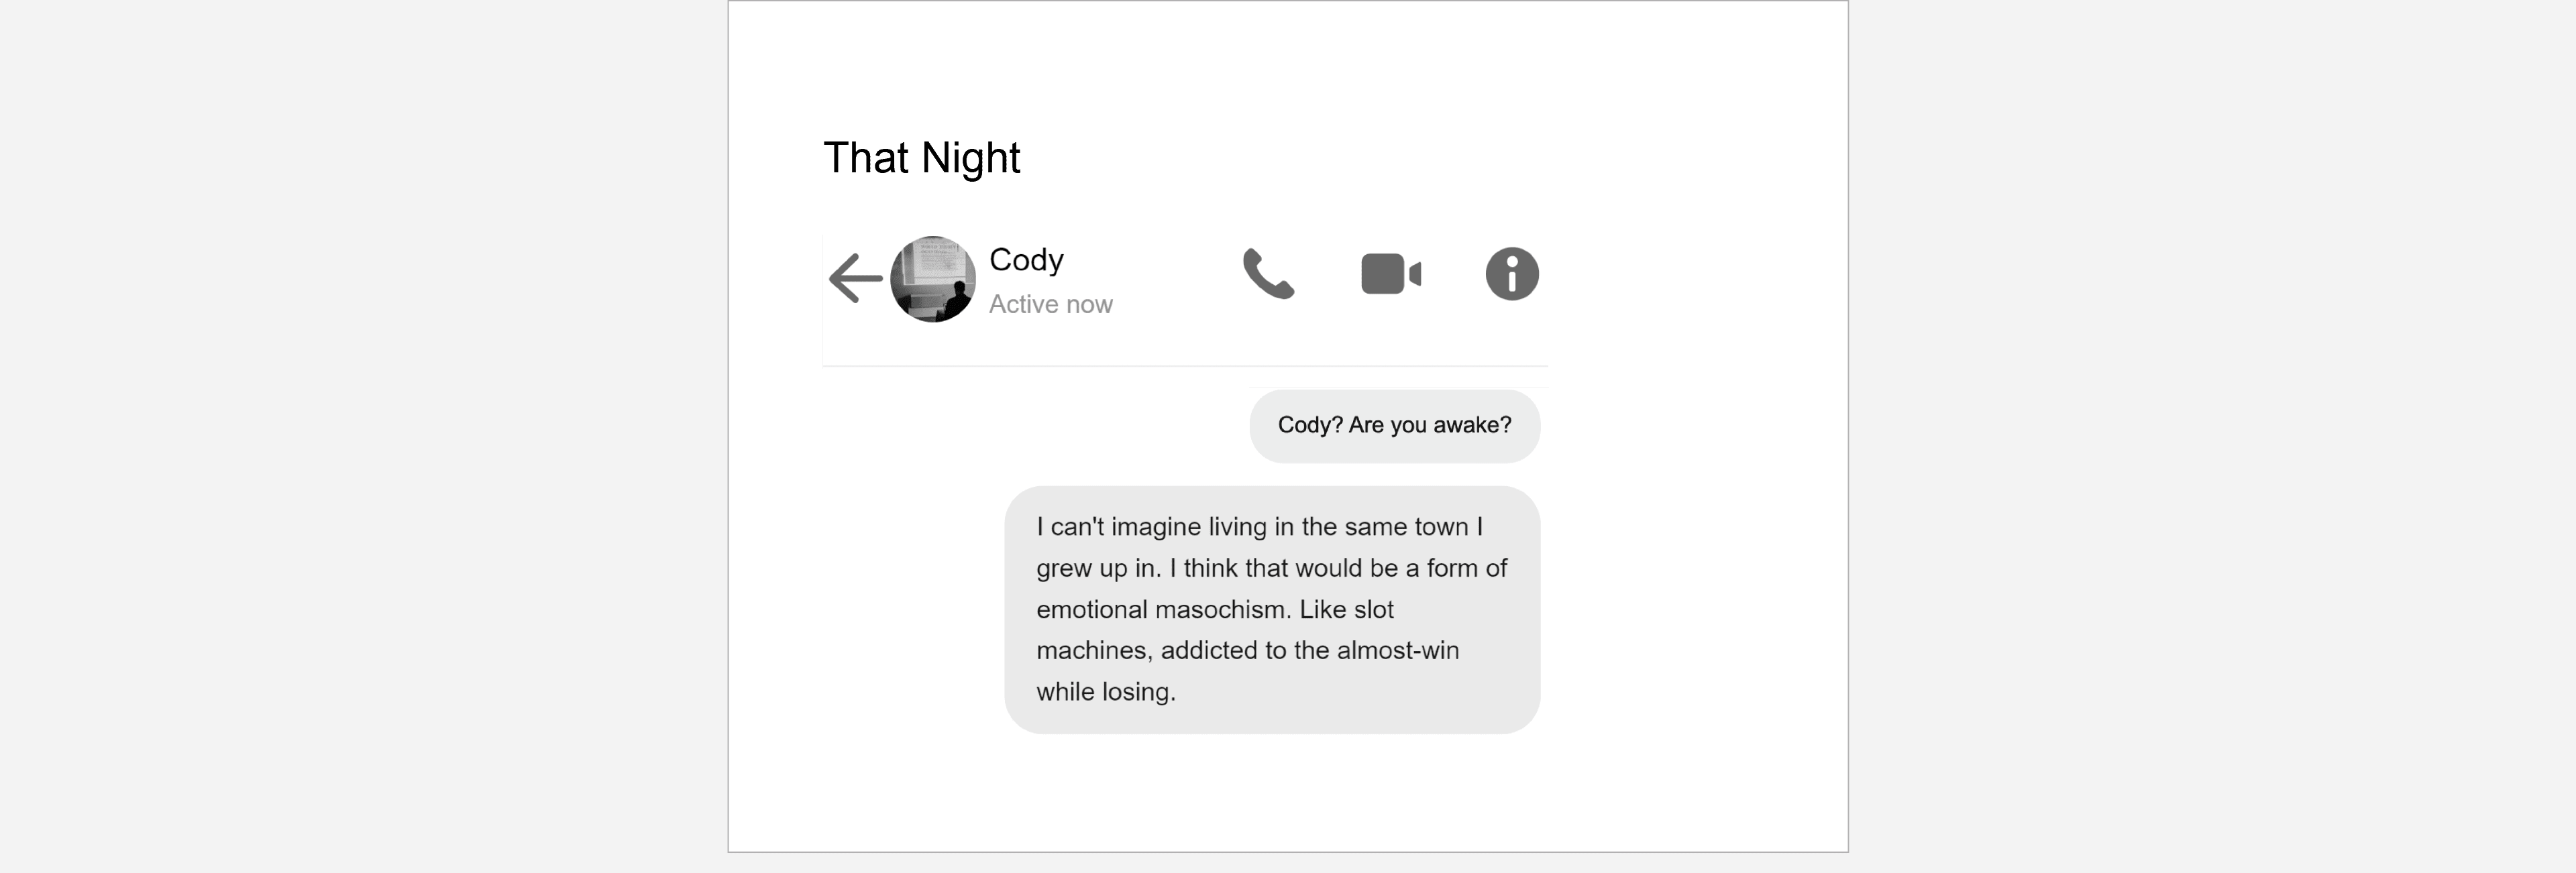 That Night
Cody
Active now
Cody? Are you awake?
I can't imagine living in the same town I
grew up in. I think that would be a form of
emotional masochism. Like slot
machines, addicted to the almost-win
while losing.